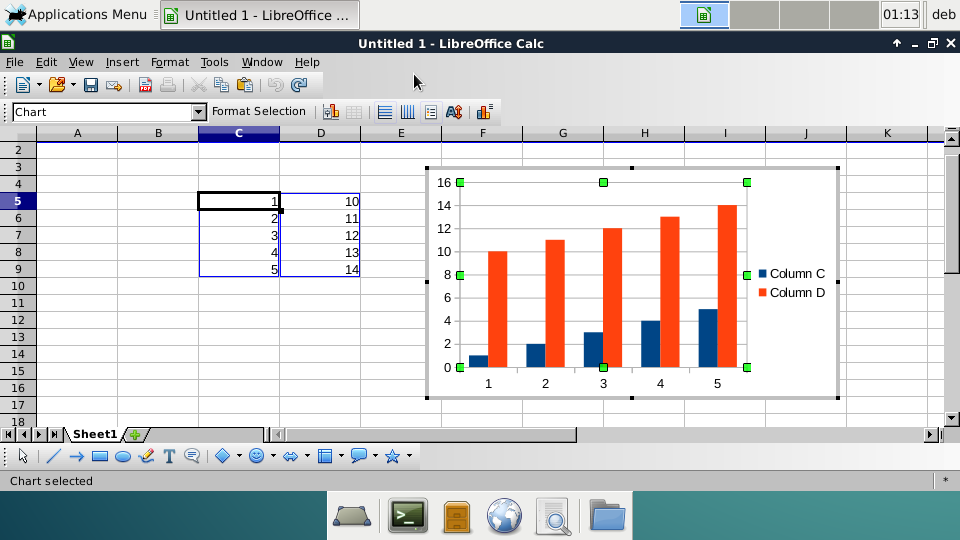 Applications Menu Untitled 1 - LibreOffice ... 01:13 deb
Untitled 1 - LibreOffice Calc
File Edit View Insert Format Tools Window Help
Chart Format Selection
A B C D E F G H I J K
2
3
4
5 1 10
6 2 11
7 3 12
8 4 13
9 5 14
10
11
12
13
14
15
16
17
18
16
14
12
10
8
6
4
2
0
1 2 3 4 5
Column C
Column D
Sheet1
Chart selected *